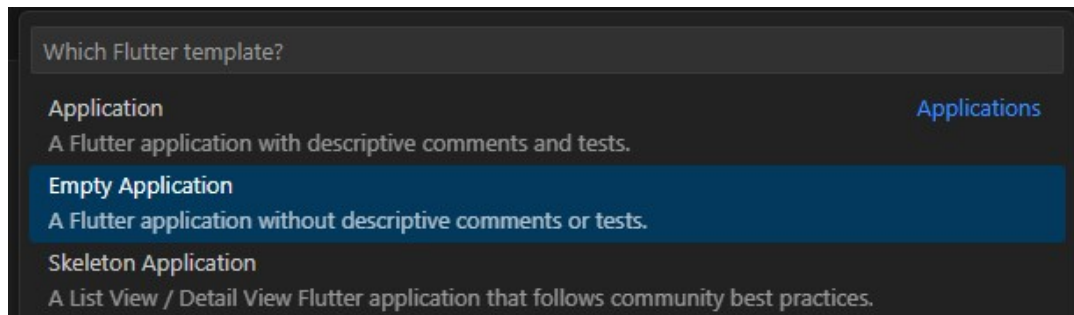 Which Flutter template?
Application Applications
A Flutter application with descriptive comments and tests.
Empty Application
A Flutter application without descriptive comments or tests.
Skeleton Application
A List View / Detail View Flutter application that follows community best practices.